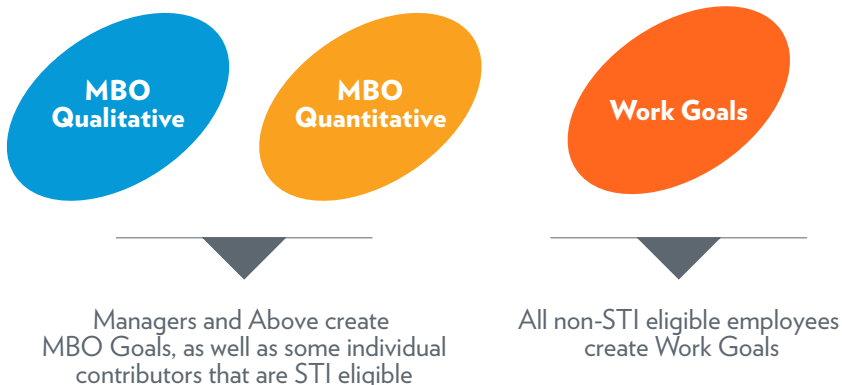 MBO
Qualitative
MBO
Quantitative
Work Goals
Managers and Above create
MBO Goals, as well as some individual
contributors that are STI eligible
All non-STI eligible employees
create Work Goals